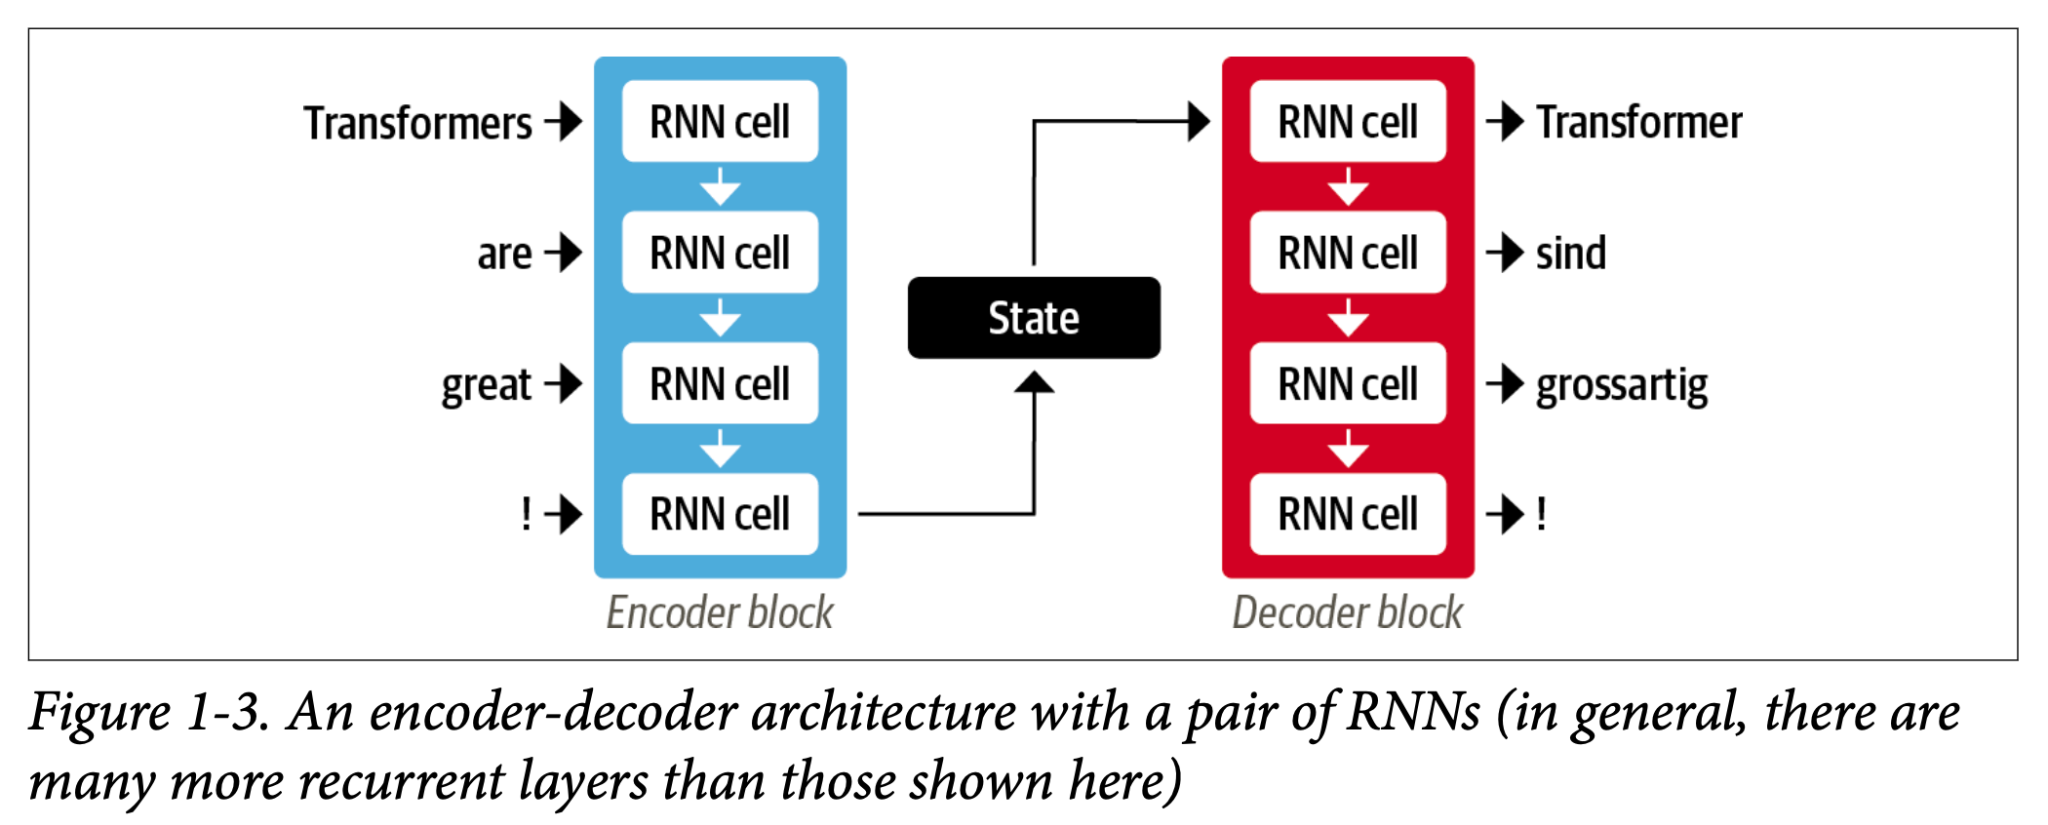 Transformers
RNN cell
RNN cell
Transformer
are
RNN cell
RNN cell
sind
State
great
RNN cell
RNN cell
grossartig
!
RNN cell
RNN cell
!
Encoder block
Decoder block
Figure 1-3. An encoder-decoder architecture with a pair of RNNs (in general, there are
many more recurrent layers than those shown here)